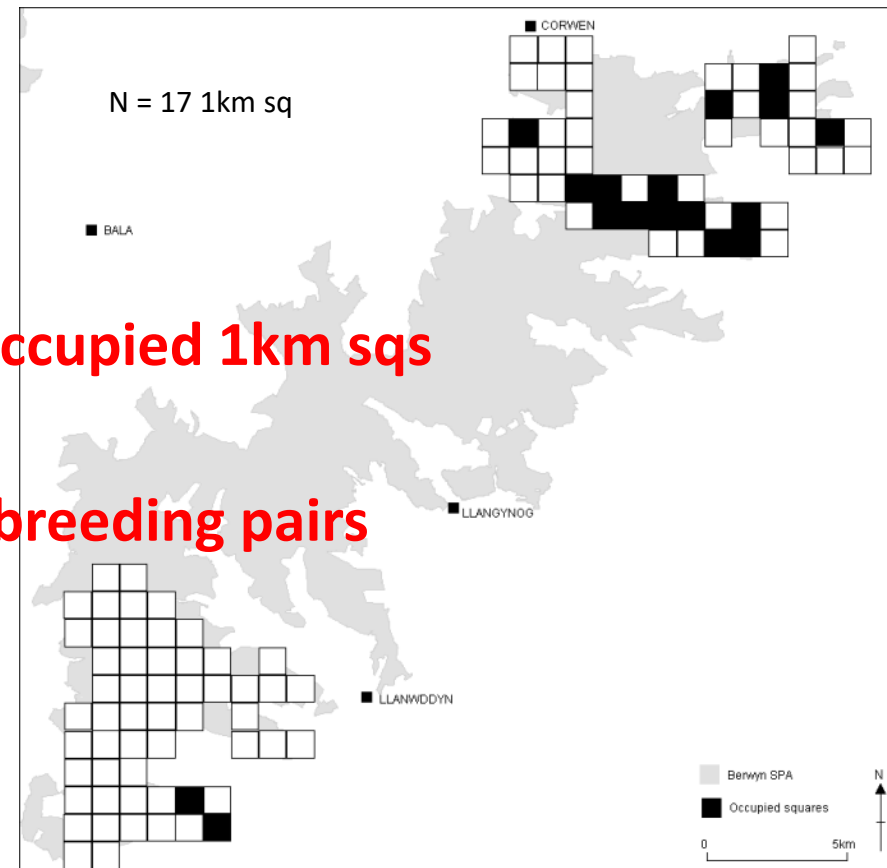 CORWEN
N = 17 1km sq
BALA
ccupied 1km sqs
LLANGYNOG
breeding pairs
LLANWDDYN
Berwyn SPA
N
Occupied squares
0 5km